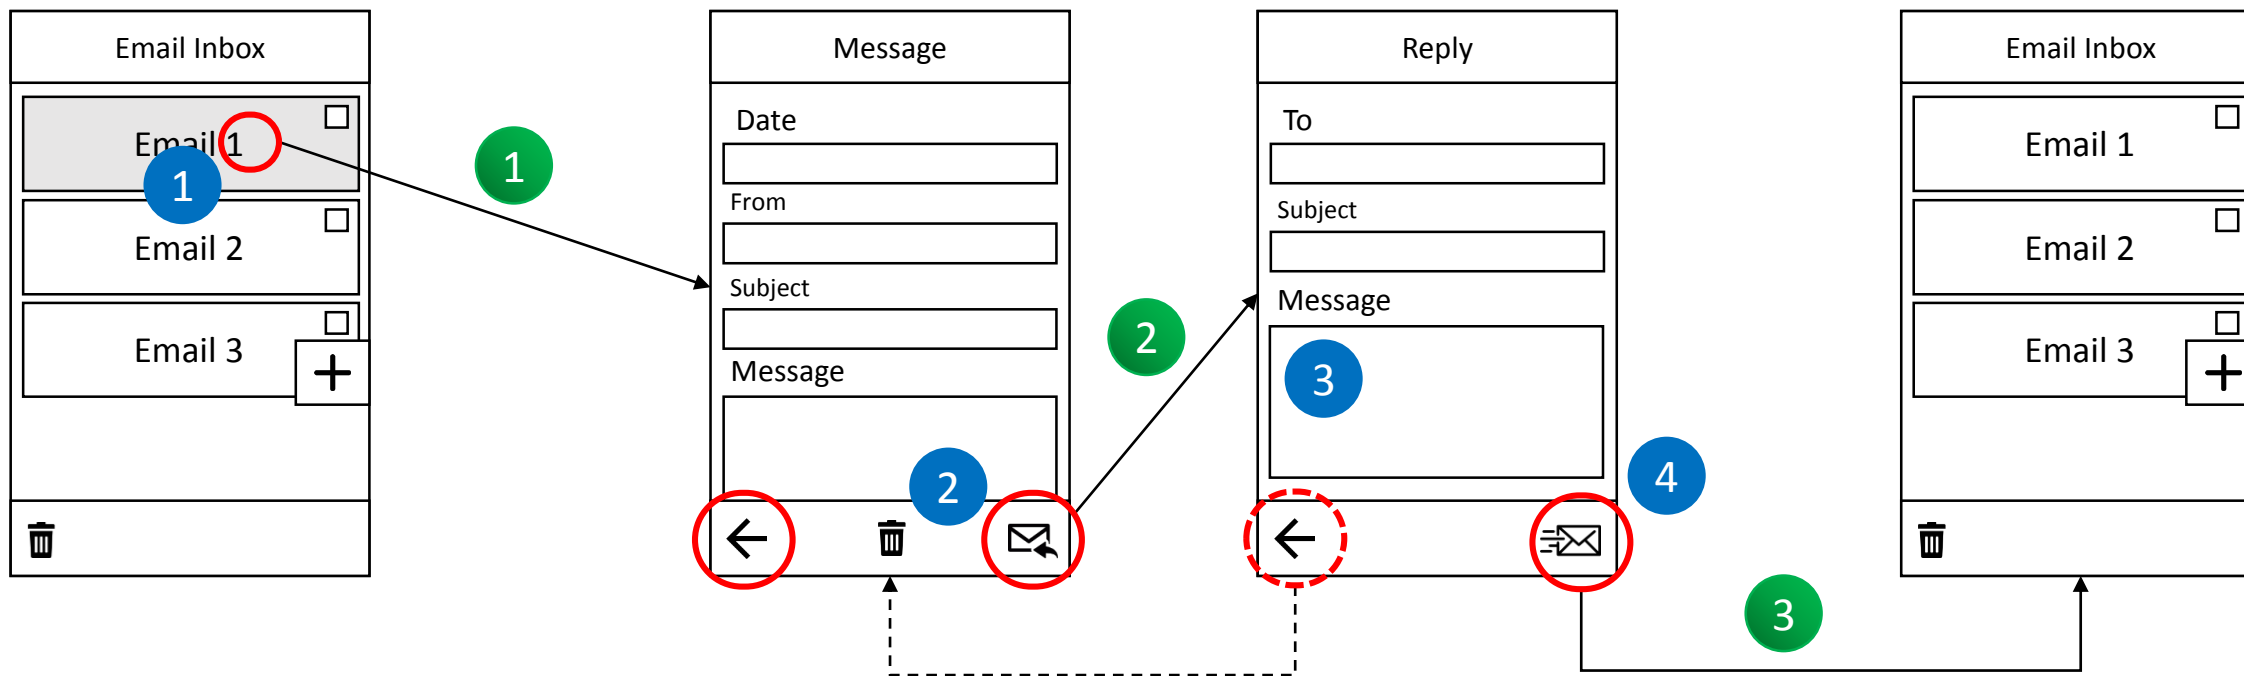 Email Inbox
Email 1
1
Email 2
Email 3
1
Message
Date
From
Subject
Message
2
2
Reply
To
Subject
Message
3
4
3
Email Inbox
Email 1
Email 2
Email 3